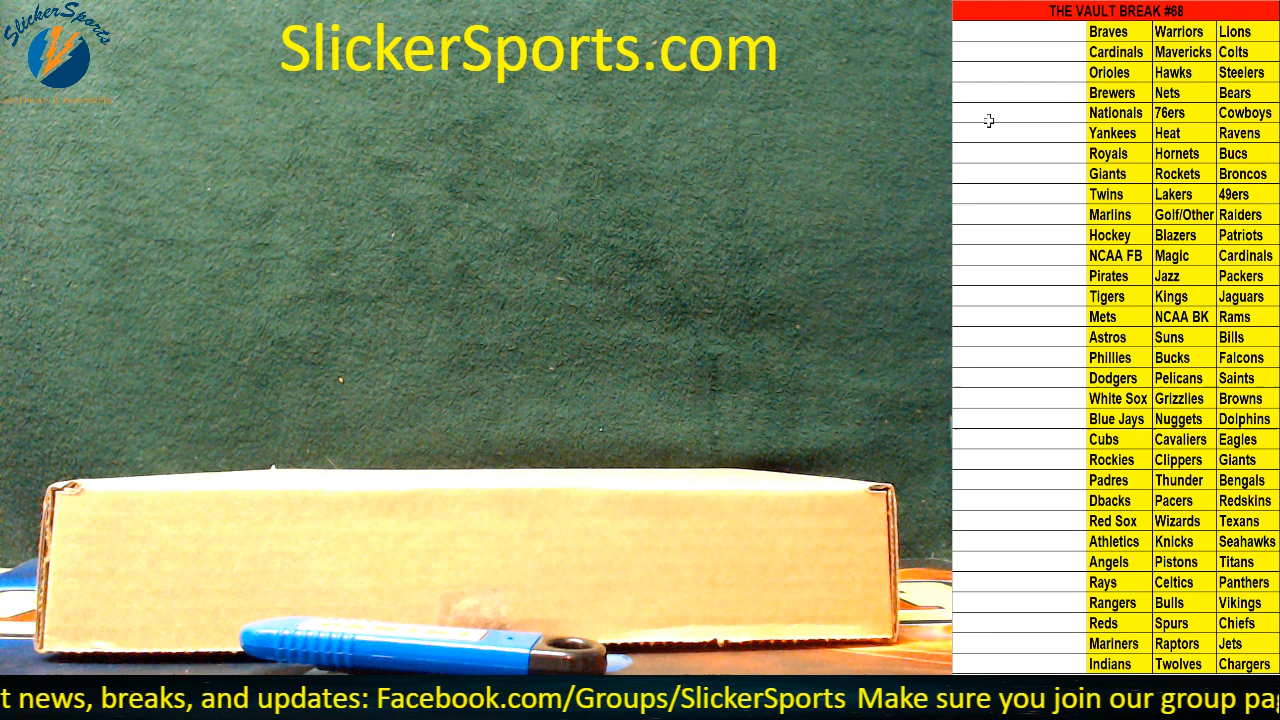 SlickerSports
SlickerSports.com
THE VAULT BREAK #68
Braves Warriors Lions
Cardinals Mavericks Colts
Orioles Hawks Steelers
Brewers Nets Bears
Nationals 76ers Cowboys
Yankees Heat Ravens
Royals Hornets Bucs
Giants Rockets Broncos
Twins Lakers 49ers
Marlins Golf/Other Raiders
Hockey Blazers Patriots
NCAA FB Magic Cardinals
Pirates Jazz Packers
Tigers Kings Jaguars
Mets NCAA BK Rams
Astros Suns Bills
Phillies Bucks Falcons
Dodgers Pelicans Saints
White Sox Grizzlies Browns
Blue Jays Nuggets Dolphins
Cubs Cavaliers Eagles
Rockies Clippers Giants
Padres Thunder Bengals
Dbacks Pacers Redskins
Red Sox Wizards Texans
Athletics Knicks Seahawks
Angels Pistons Titans
Rays Celtics Panthers
Rangers Bulls Vikings
Reds Spurs Chiefs
Mariners Raptors Jets
Indians Twolves Chargers
t news, breaks, and updates: Facebook.com/Groups/SlickerSports Make sure you join our group pa